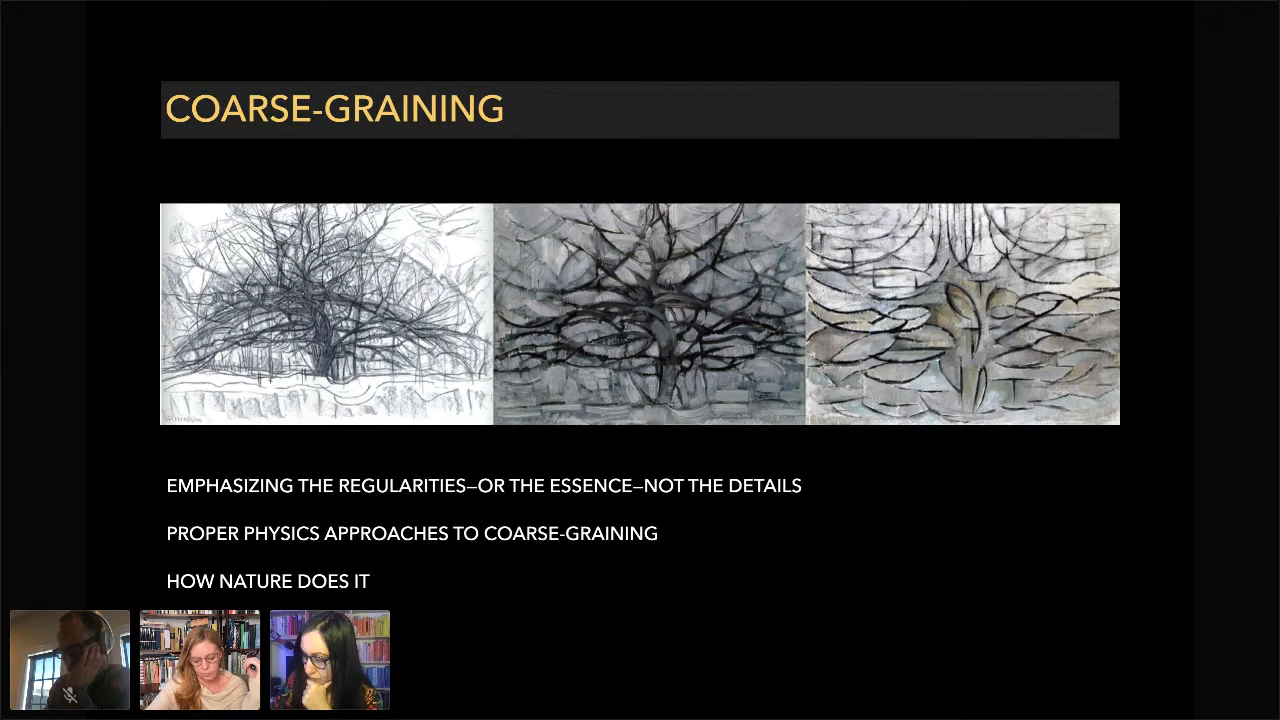 COARSE-GRAINING
EMPHASIZING THE REGULARITIES—OR THE ESSENCE—NOT THE DETAILS
PROPER PHYSICS APPROACHES TO COARSE-GRAINING
HOW NATURE DOES IT